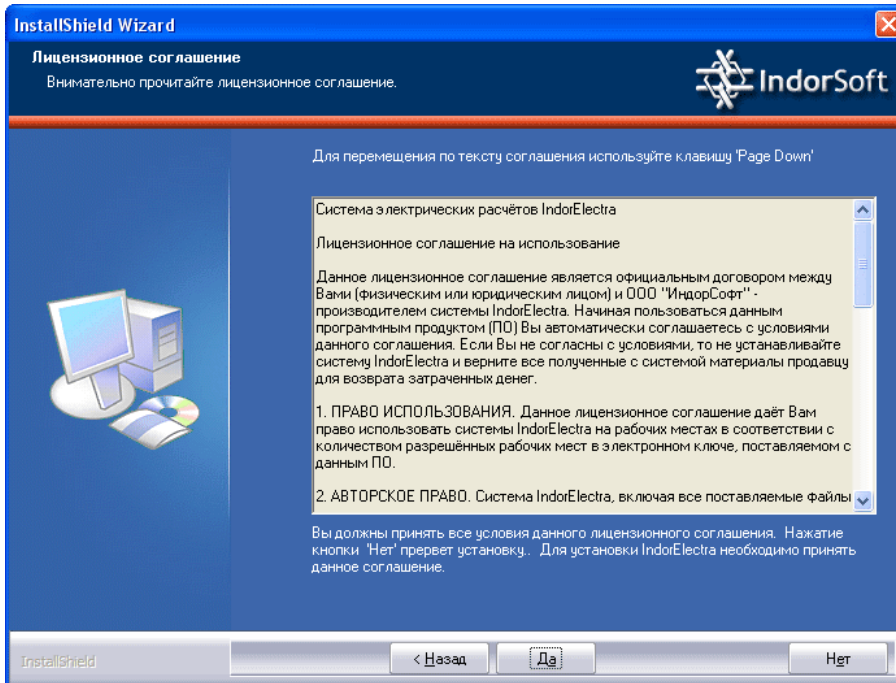 InstallShield Wizard
Лицензионное соглашение
Внимательно прочитайте лицензионное соглашение.
IndorSoft
Для перемещения по тексту соглашения используйте клавишу 'Page Down'
Система электрических расчётов IndorElectra
Лицензионное соглашение на использование
Данное лицензионное соглашение является официальным договором между
Вами (физическим или юридическим лицом) и ООО "ИндорСофт" -
производителем системы IndorElectra. Начиная пользоваться данным
программным продуктом (ПО) Вы автоматически соглашаетесь с условиями
данного соглашения. Если Вы не согласны с условиями, то не устанавливайте
систему IndorElectra и верните все полученные с системой материалы продавцу
для возврата затраченных денег.
1. ПРАВО ИСПОЛЬЗОВАНИЯ. Данное лицензионное соглашение даёт Вам
право использовать системы IndorElectra на рабочих местах в соответствии с
количеством разрешённых рабочих мест в электронном ключе, поставляемом с
данным ПО.
2. АВТОРСКОЕ ПРАВО. Система IndorElectra, включая все поставляемые файлы
Вы должны принять все условия данного лицензионного соглашения. Нажатие
кнопки 'Нет' прервет установку.. Для установки IndorElectra необходимо принять
данное соглашение.
InstallShield
< Назад
Да
Нет